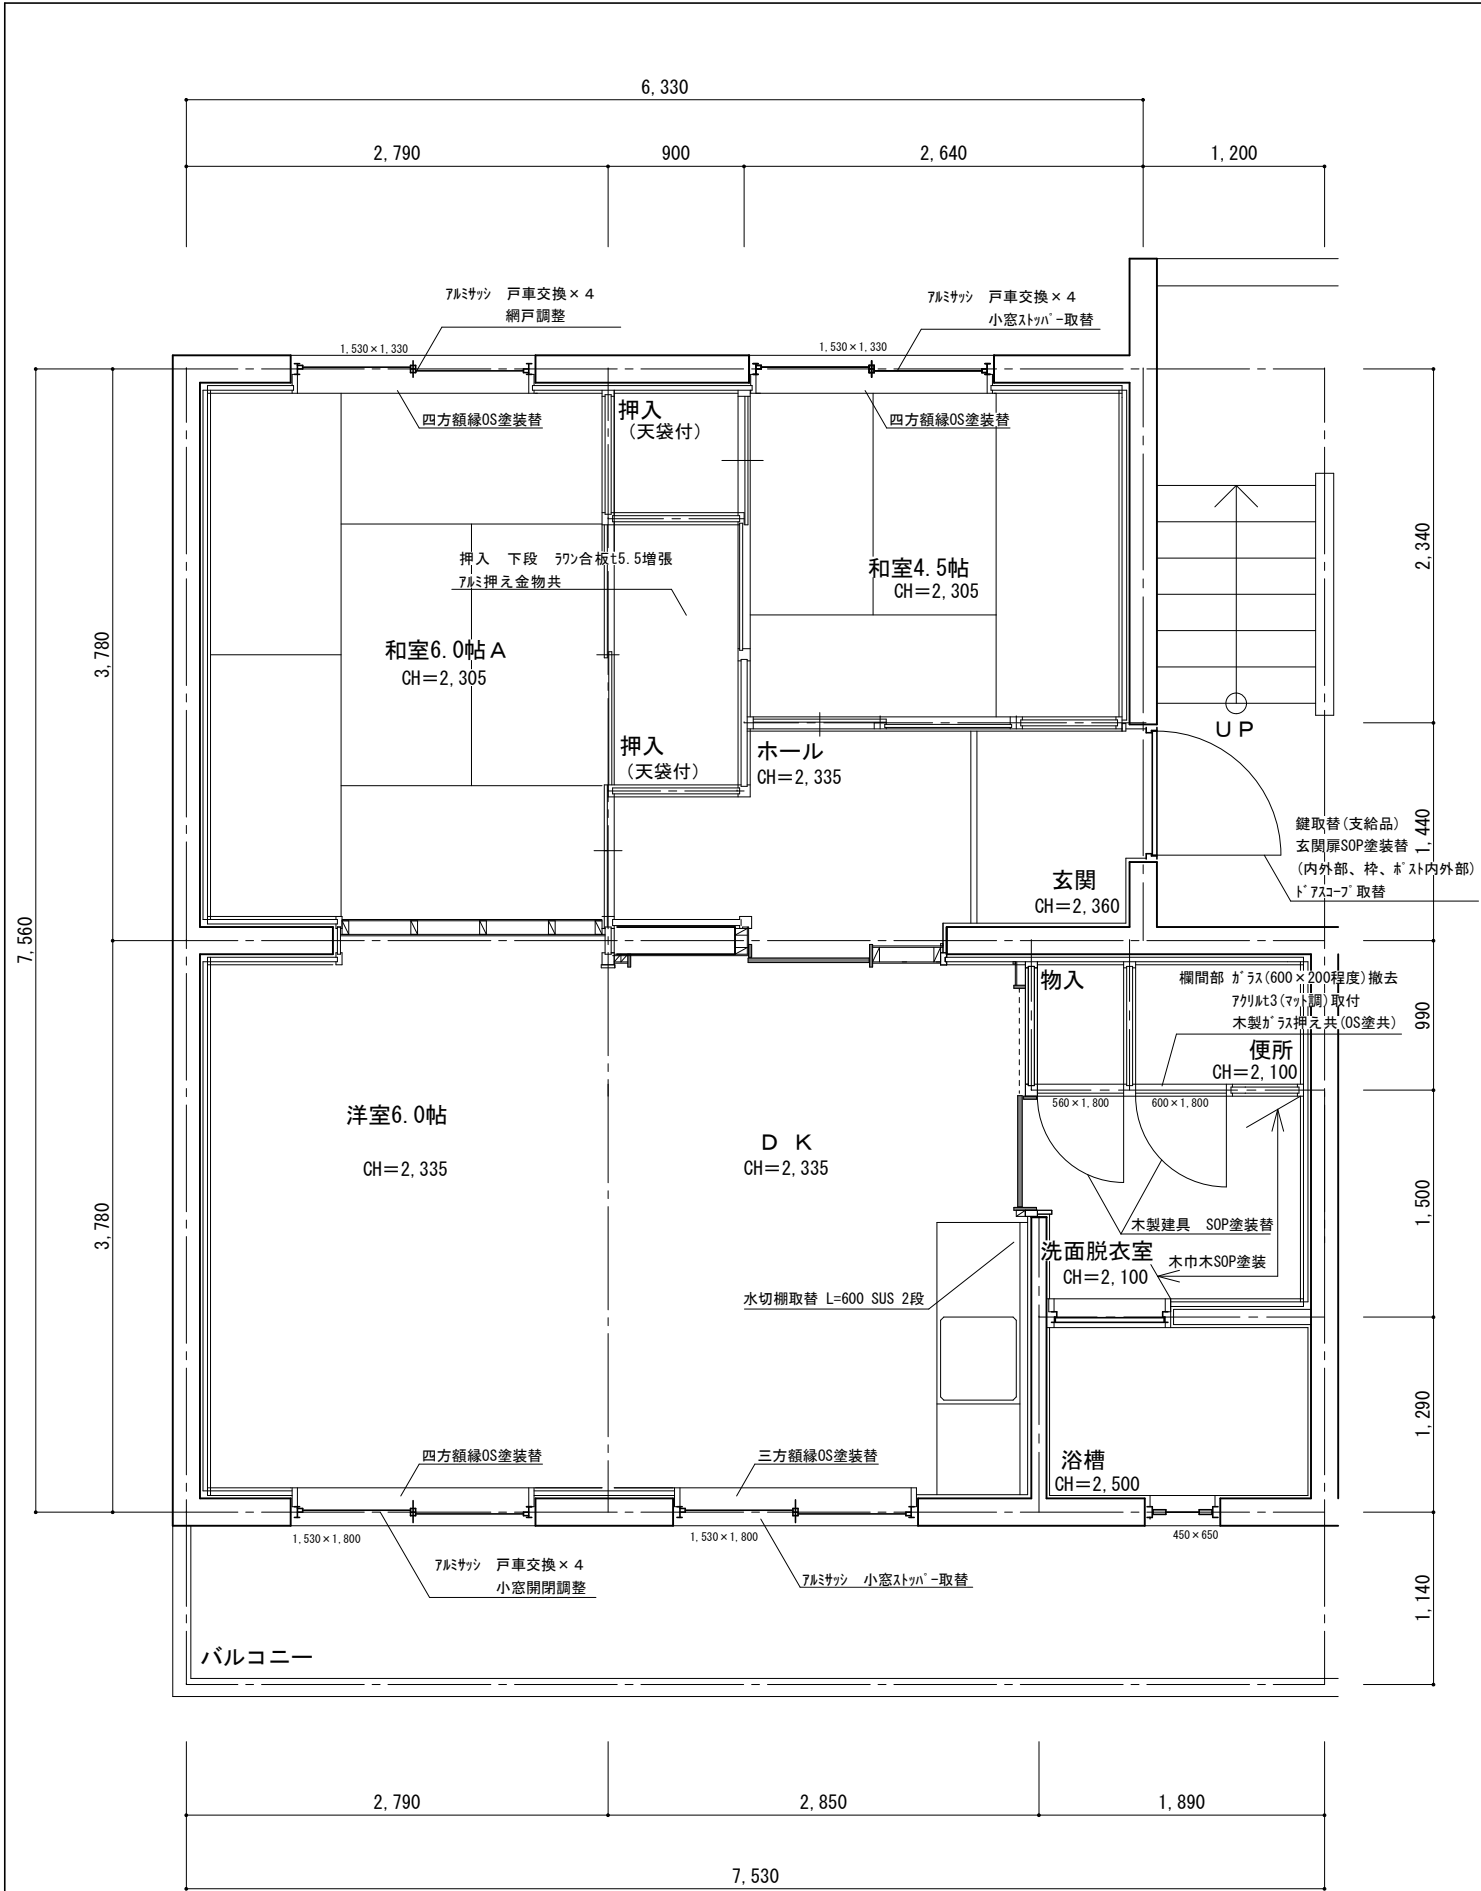 6,330
2,790
900
2,640
1,200
ｱﾙﾐｻｯｼ 戸車交換×４
網戸調整
ｱﾙﾐｻｯｼ 戸車交換×４
小窓ｽﾄｯﾊﾟｰ取替
1,530×1,330
1,530×1,330
四方額縁OS塗装替
押入
(天袋付)
四方額縁OS塗装替
押入 下段 ﾗﾜﾝ合板t5.5増張
ｱﾙﾐ押え金物共
和室4.5帖
CH＝2,305
2,340
和室6.0帖Ａ
CH＝2,305
3,780
押入
(天袋付)
ホール
CH＝2,335
ＵＰ
鍵取替(支給品)
玄関扉SOP塗装替
(内外部、枠、ﾎﾟｽﾄ内外部)
ﾄﾞｱｽｺｰﾌﾟ取替
1,440
玄関
CH＝2,360
7,560
物入
欄間部 ｶﾞﾗｽ(600×200程度)撤去
ｱｸﾘﾙt3(ﾏｯﾄ調)取付
木製ｶﾞﾗｽ押え共(OS塗共)
990
便所
CH＝2,100
560×1,800
600×1,800
洋室6.0帖
CH＝2,335
ＤＫ
CH＝2,335
3,780
1,500
木製建具 SOP塗装替
洗面脱衣室
CH＝2,100
木巾木SOP塗装
水切棚取替 L=600 SUS 2段
1,290
四方額縁OS塗装替
三方額縁OS塗装替
浴槽
CH＝2,500
1,530×1,800
1,530×1,800
450×650
ｱﾙﾐｻｯｼ 戸車交換×４
小窓開閉調整
ｱﾙﾐｻｯｼ 小窓ｽﾄｯﾊﾟｰ取替
1,140
バルコニー
2,790
2,850
1,890
7,530